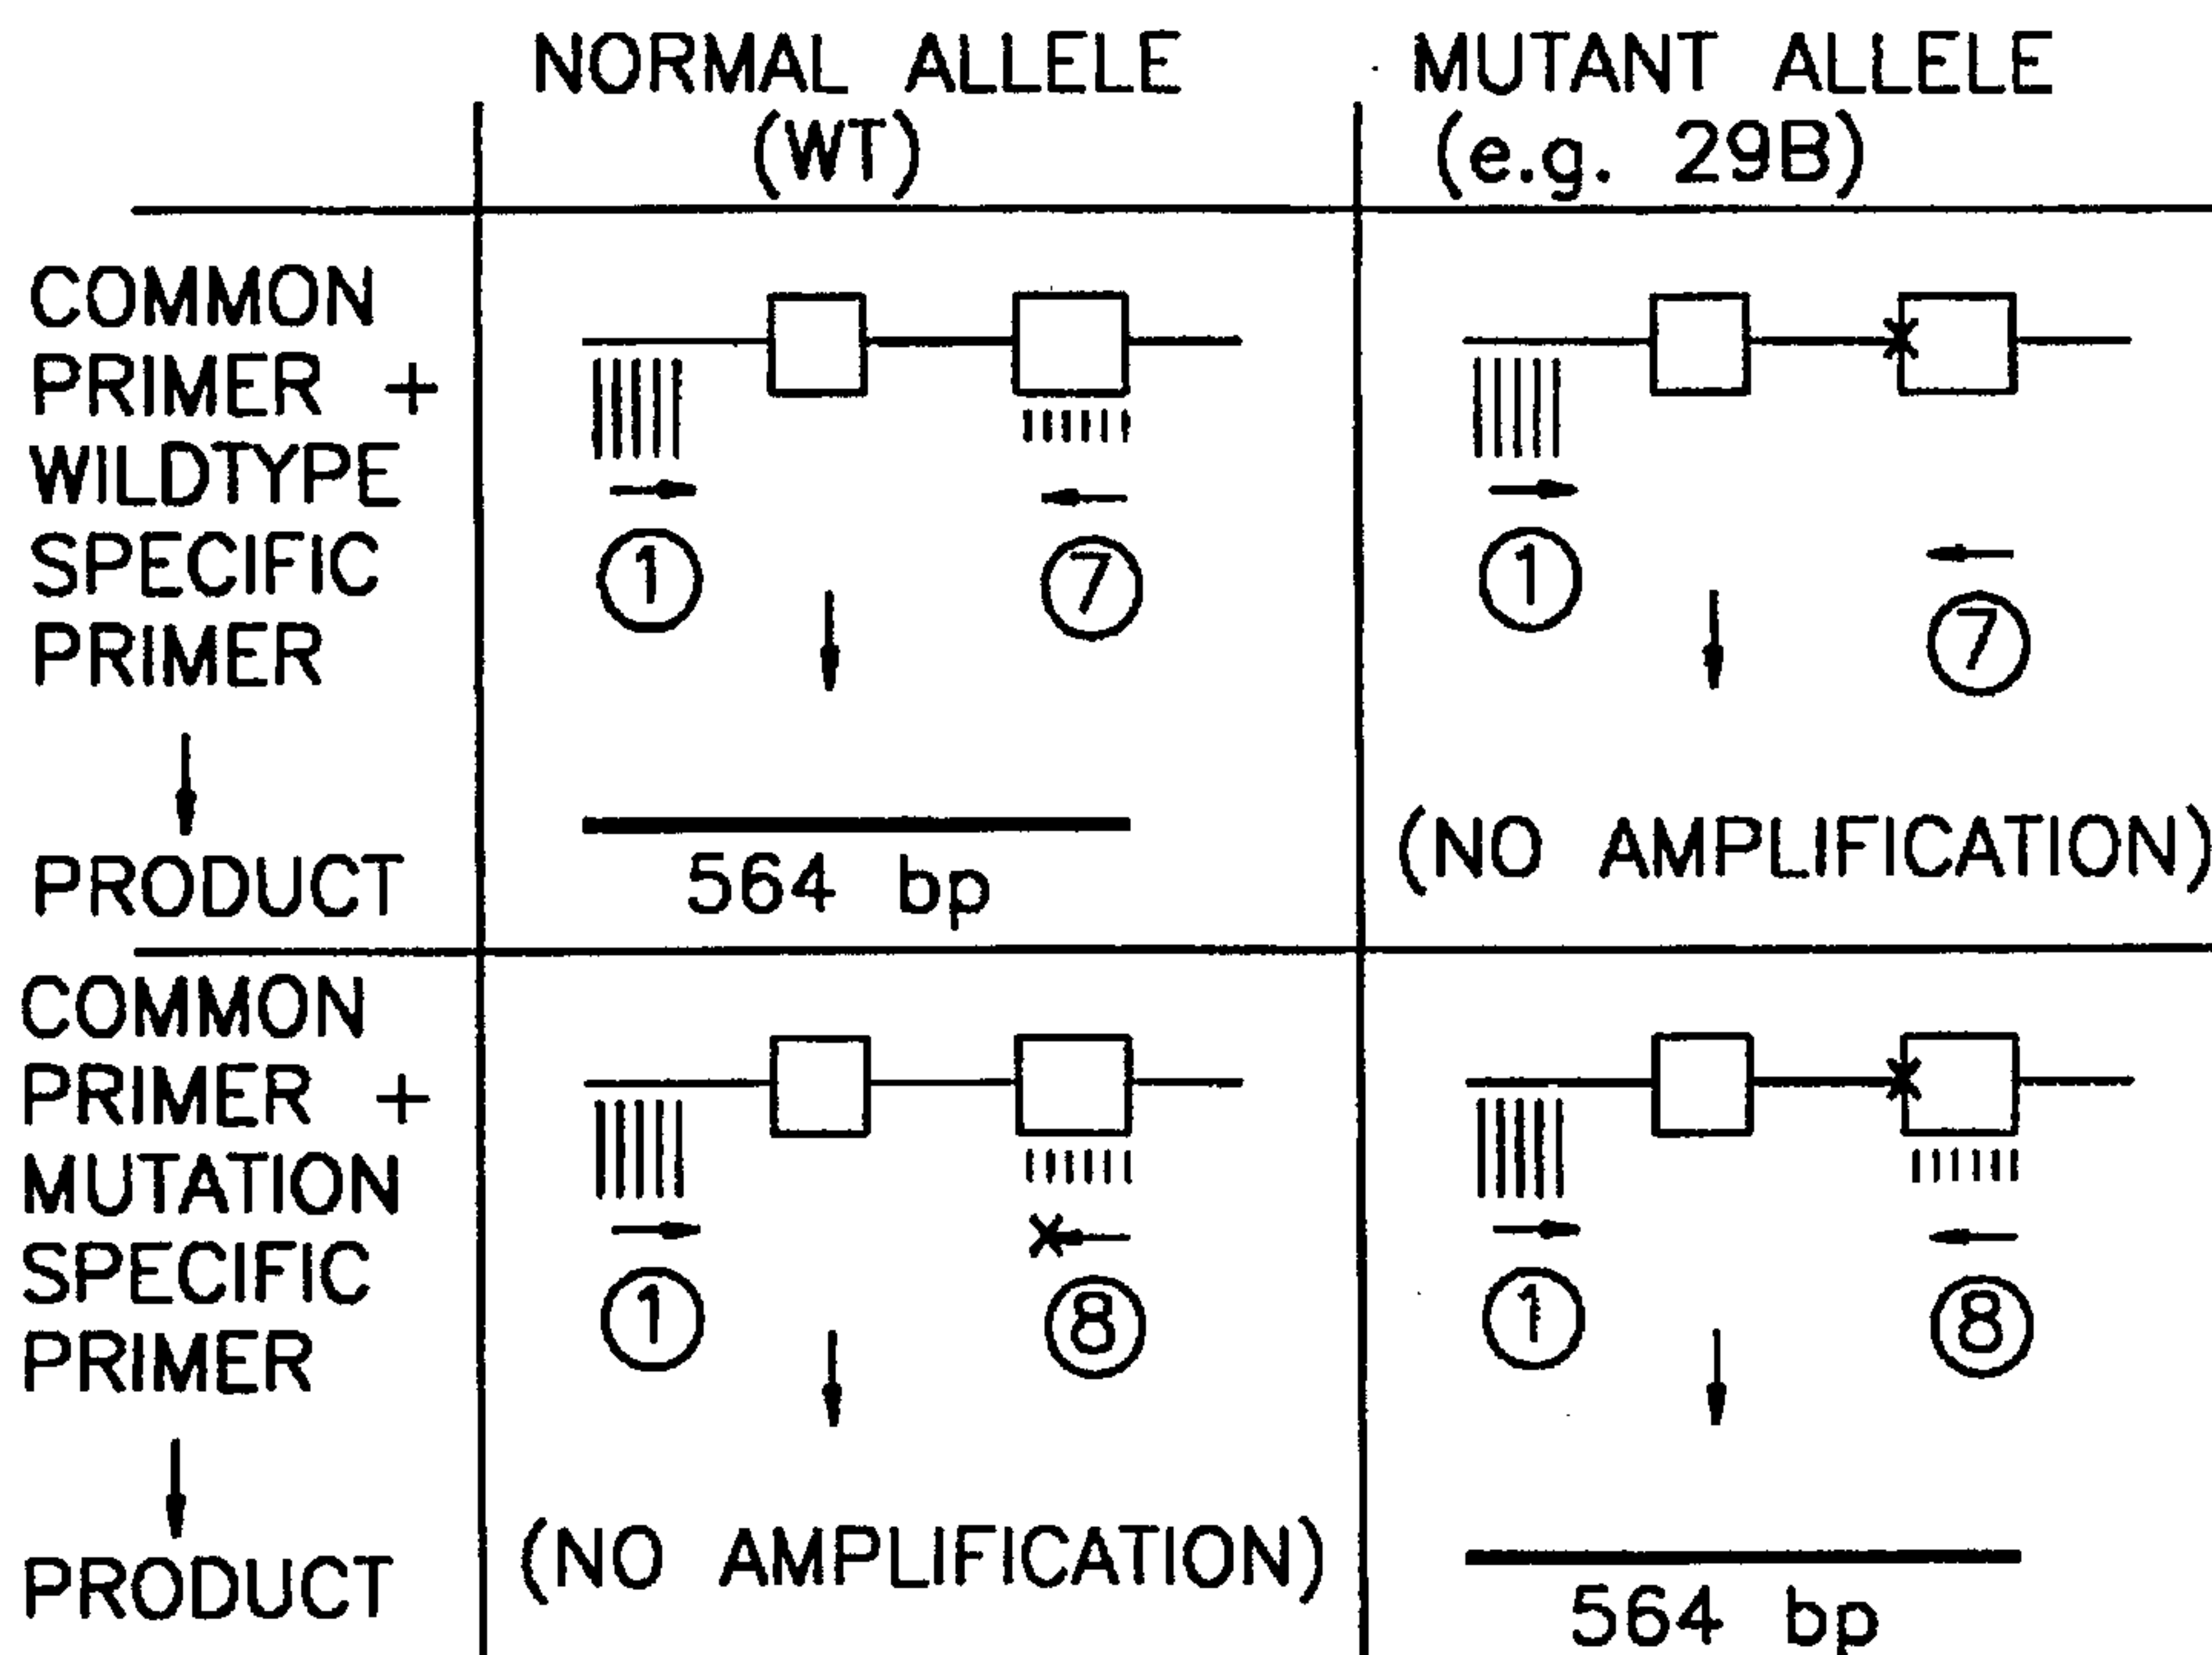 NORMAL ALLELE
(WT)
MUTANT ALLELE
(e.g. 29B)
COMMON
PRIMER +
WILDTYPE
SPECIFIC
PRIMER
PRODUCT
1
7
564 bp
1
7
(NO AMPLIFICATION)
COMMON
PRIMER +
MUTATION
SPECIFIC
PRIMER
PRODUCT
1
8
(NO AMPLIFICATION)
1
8
564 bp